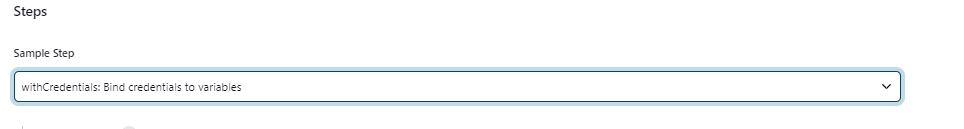 Steps
Sample Step
withCredentials: Bind credentials to variables